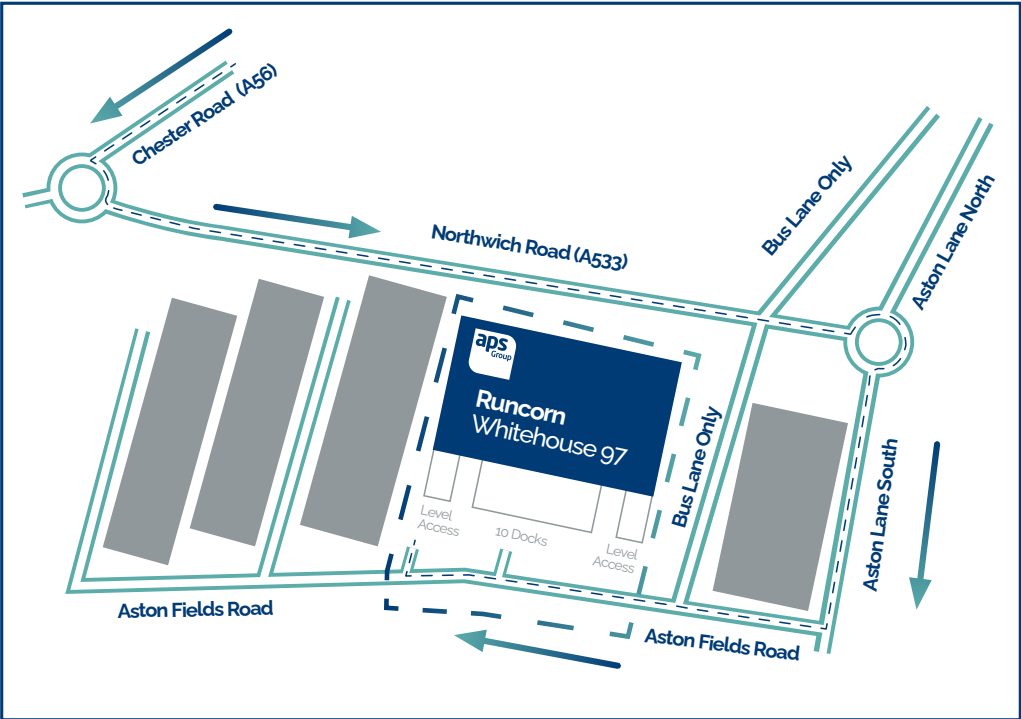 Chester Road (A56)
Northwich Road (A533)
Bus Lane Only
Aston Lane North
aps
Group
Runcorn
Whitehouse 97
Bus Lane Only
Aston Lane South
Level
Access
10 Docks
Level
Access
Aston Fields Road
Aston Fields Road